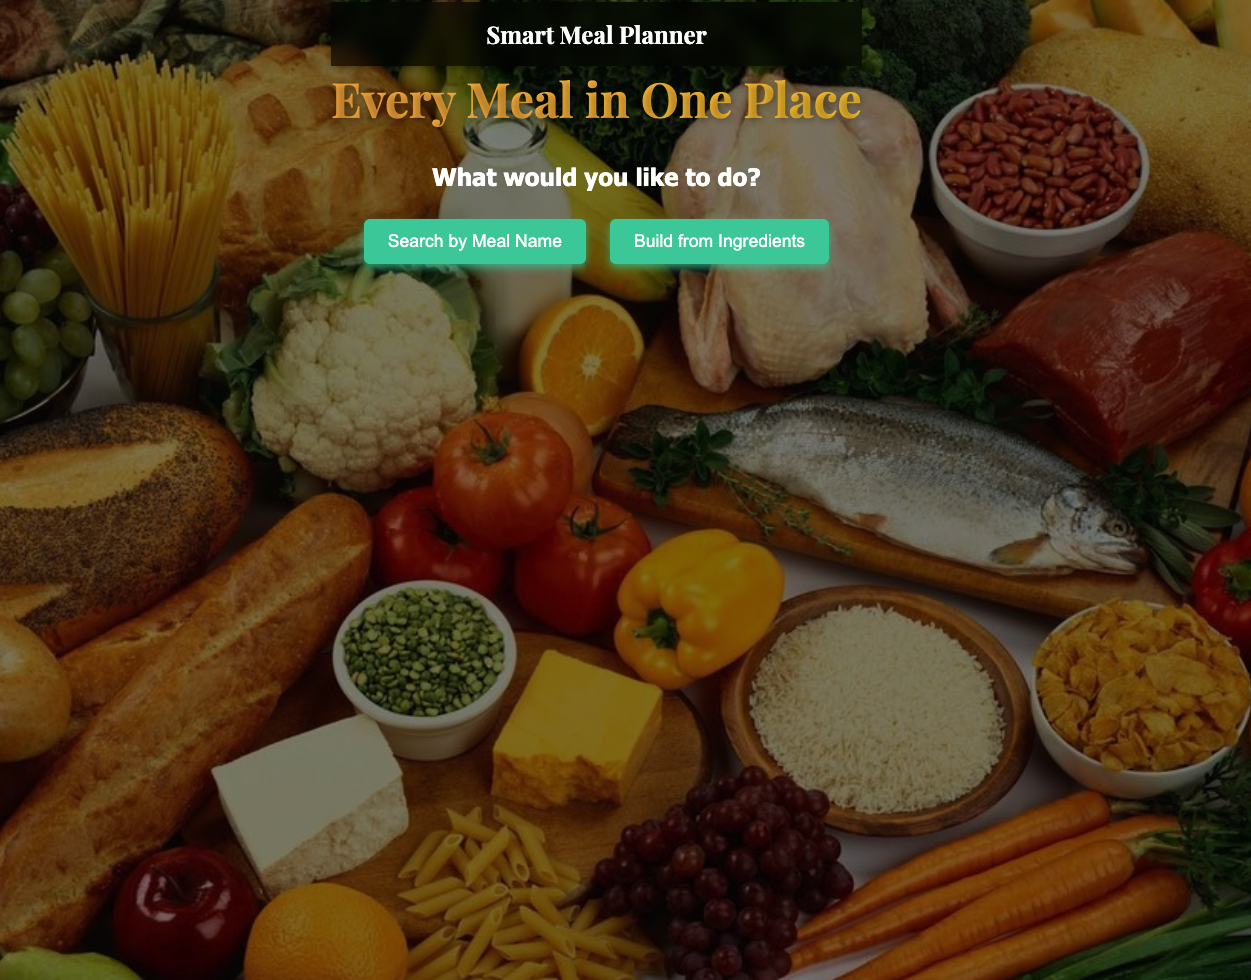 Smart Meal Planner
Every Meal in One Place
What would you like to do?
Search by Meal Name
Build from Ingredients